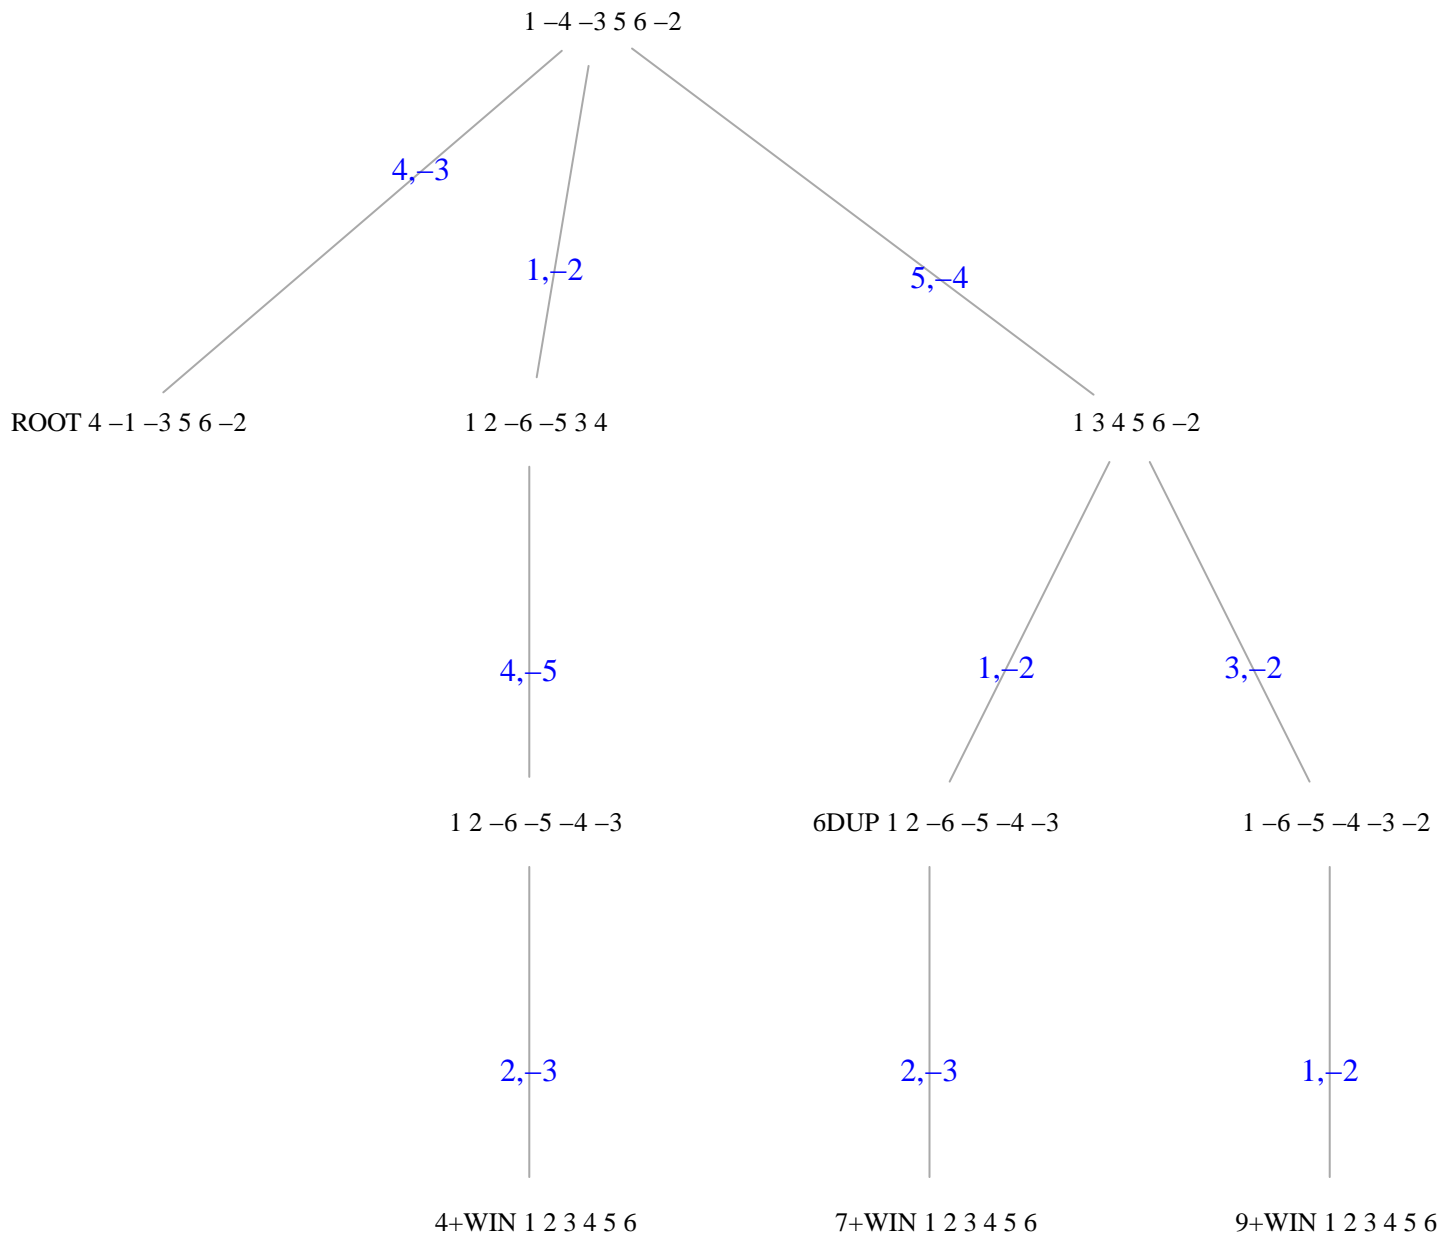 1 –4 –3 5 6 –2
4,–3
1,–2
5,–4
ROOT 4 –1 –3 5 6 –2
1 2 –6 –5 3 4
1 3 4 5 6 –2
4,–5
1,–2
3,–2
1 2 –6 –5 –4 –3
6DUP 1 2 –6 –5 –4 –3
1 –6 –5 –4 –3 –2
2,–3
2,–3
1,–2
4+WIN 1 2 3 4 5 6
7+WIN 1 2 3 4 5 6
9+WIN 1 2 3 4 5 6